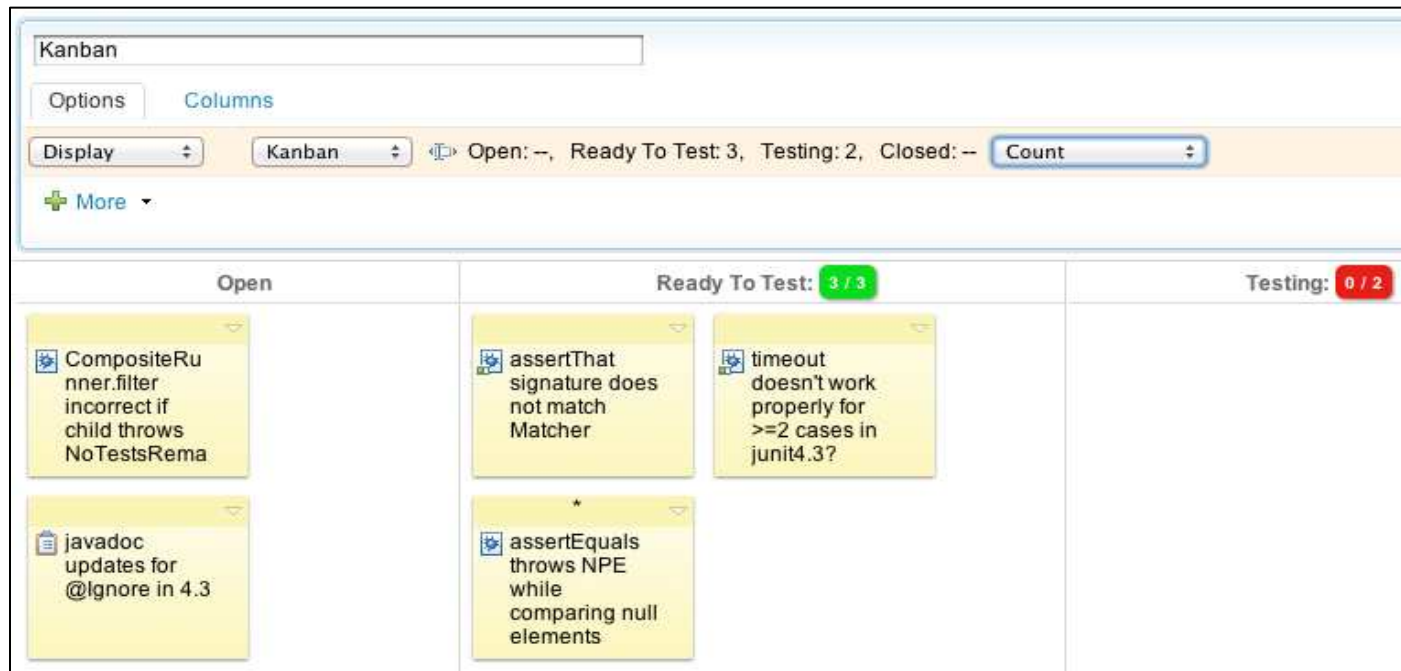 Kanban
Options Columns
Display Kanban Open: --, Ready To Test: 3, Testing: 2, Closed: -- Count
More
Open Ready To Test: 3 / 3 Testing: 0 / 2
CompositeRu
nner.filter
incorrect if
child throws
NoTestsRema
assertThat
signature does
not match
Matcher
timeout
doesn't work
properly for
>=2 cases in
junit4.3?
javadoc
updates for
@Ignore in 4.3
*
assertEquals
throws NPE
while
comparing null
elements